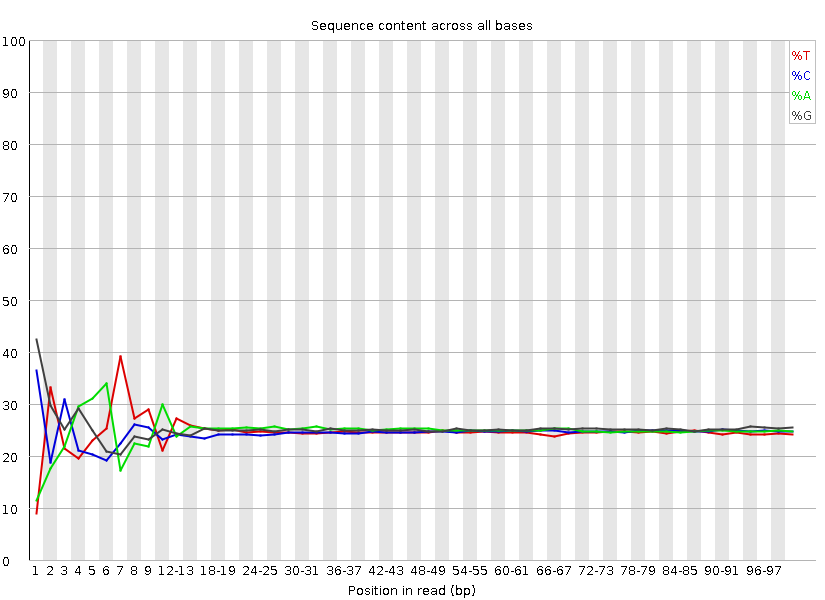 Sequence content across all bases
100
90
80
70
60
50
40
30
20
10
0
%T
%C
%A
%G
1 2 3 4 5 6 7 8 9 12-13 18-19 24-25 30-31 36-37 42-43 48-49 54-55 60-61 66-67 72-73 78-79 84-85 90-91 96-97
Position in read (bp)